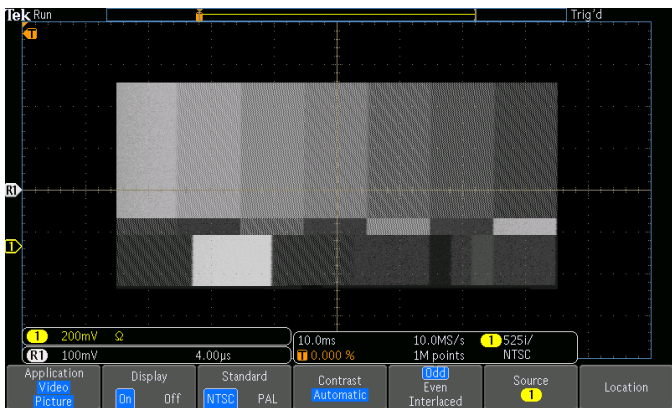 Tek Run Trig'd
T
R1
1
1 200mV Ω
R1 100mV 4.00µs
10.0ms 10.0MS/s 1 525i/
T 0.000 % 1M points NTSC
Application
Video
Picture
Display
On Off
Standard
NTSC PAL
Contrast
Automatic
Odd
Even
Interlaced
Source
1
Location